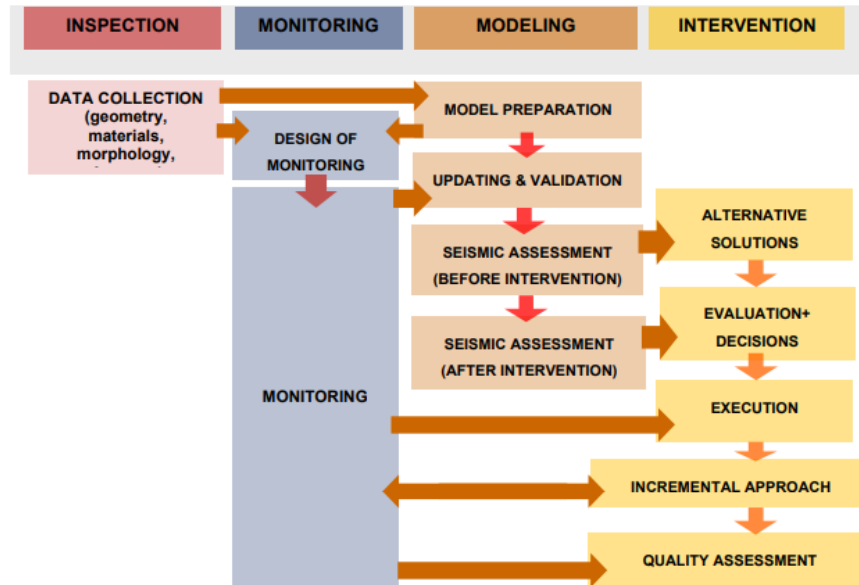 INSPECTION
MONITORING
MODELING
INTERVENTION
DATA COLLECTION
(geometry,
materials,
morphology,
DESIGN OF
MONITORING
MONITORING
MODEL PREPARATION
UPDATING & VALIDATION
SEISMIC ASSESSMENT
(BEFORE INTERVENTION)
SEISMIC ASSESSMENT
(AFTER INTERVENTION)
ALTERNATIVE
SOLUTIONS
EVALUATION+
DECISIONS
EXECUTION
INCREMENTAL APPROACH
QUALITY ASSESSMENT